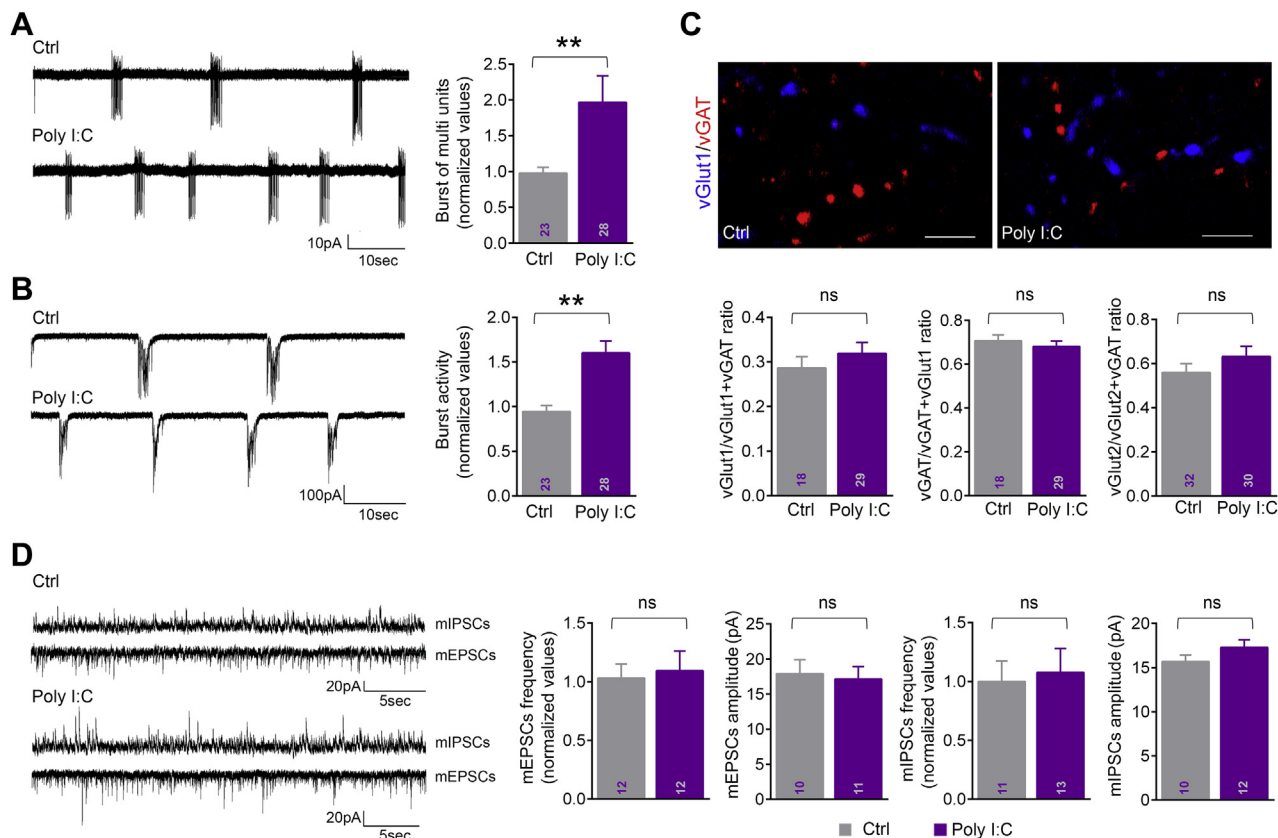 A
Ctrl
Poly I:C
10pA
10sec
Burst of multi units
(normalized values)
2.5
2.0
1.5
1.0
0.5
0.0
**
23
28
Ctrl
Poly I:C
B
Ctrl
Poly I:C
100pA
10sec
Burst activity
(normalized values)
2.0
1.5
1.0
0.5
0.0
**
23
28
Ctrl
Poly I:C
C
vGlut1/vGAT
Ctrl
Poly I:C
vGlut1/vGlut1+vGAT ratio
0.4
0.3
0.2
0.1
0.0
ns
18
29
Ctrl
Poly I:C
vGAT/vGAT+vGlut1 ratio
0.8
0.6
0.4
0.2
0.0
ns
18
29
Ctrl
Poly I:C
vGlut2/vGlut2+vGAT ratio
0.8
0.6
0.4
0.2
0.0
ns
32
30
Ctrl
Poly I:C
D
Ctrl
mIPSCs
mEPSCs
20pA
5sec
Poly I:C
mIPSCs
mEPSCs
20pA
5sec
mEPSCs frequency
(normalized values)
1.5
1.0
0.5
0.0
ns
12
12
mEPSCs amplitude (pA)
25
20
15
10
5
0
ns
10
11
mIPSCs frequency
(normalized values)
1.5
1.0
0.5
0.0
ns
11
13
mIPSCs amplitude (pA)
20
15
10
5
0
ns
10
12
Ctrl
Poly I:C